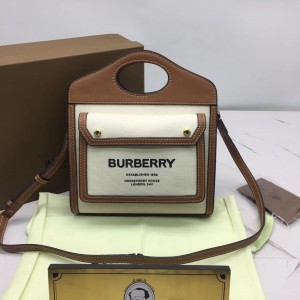 BURBERRY
ESTABLISHED 1856
HORSEFERRY HOUSE
LONDON, SW1